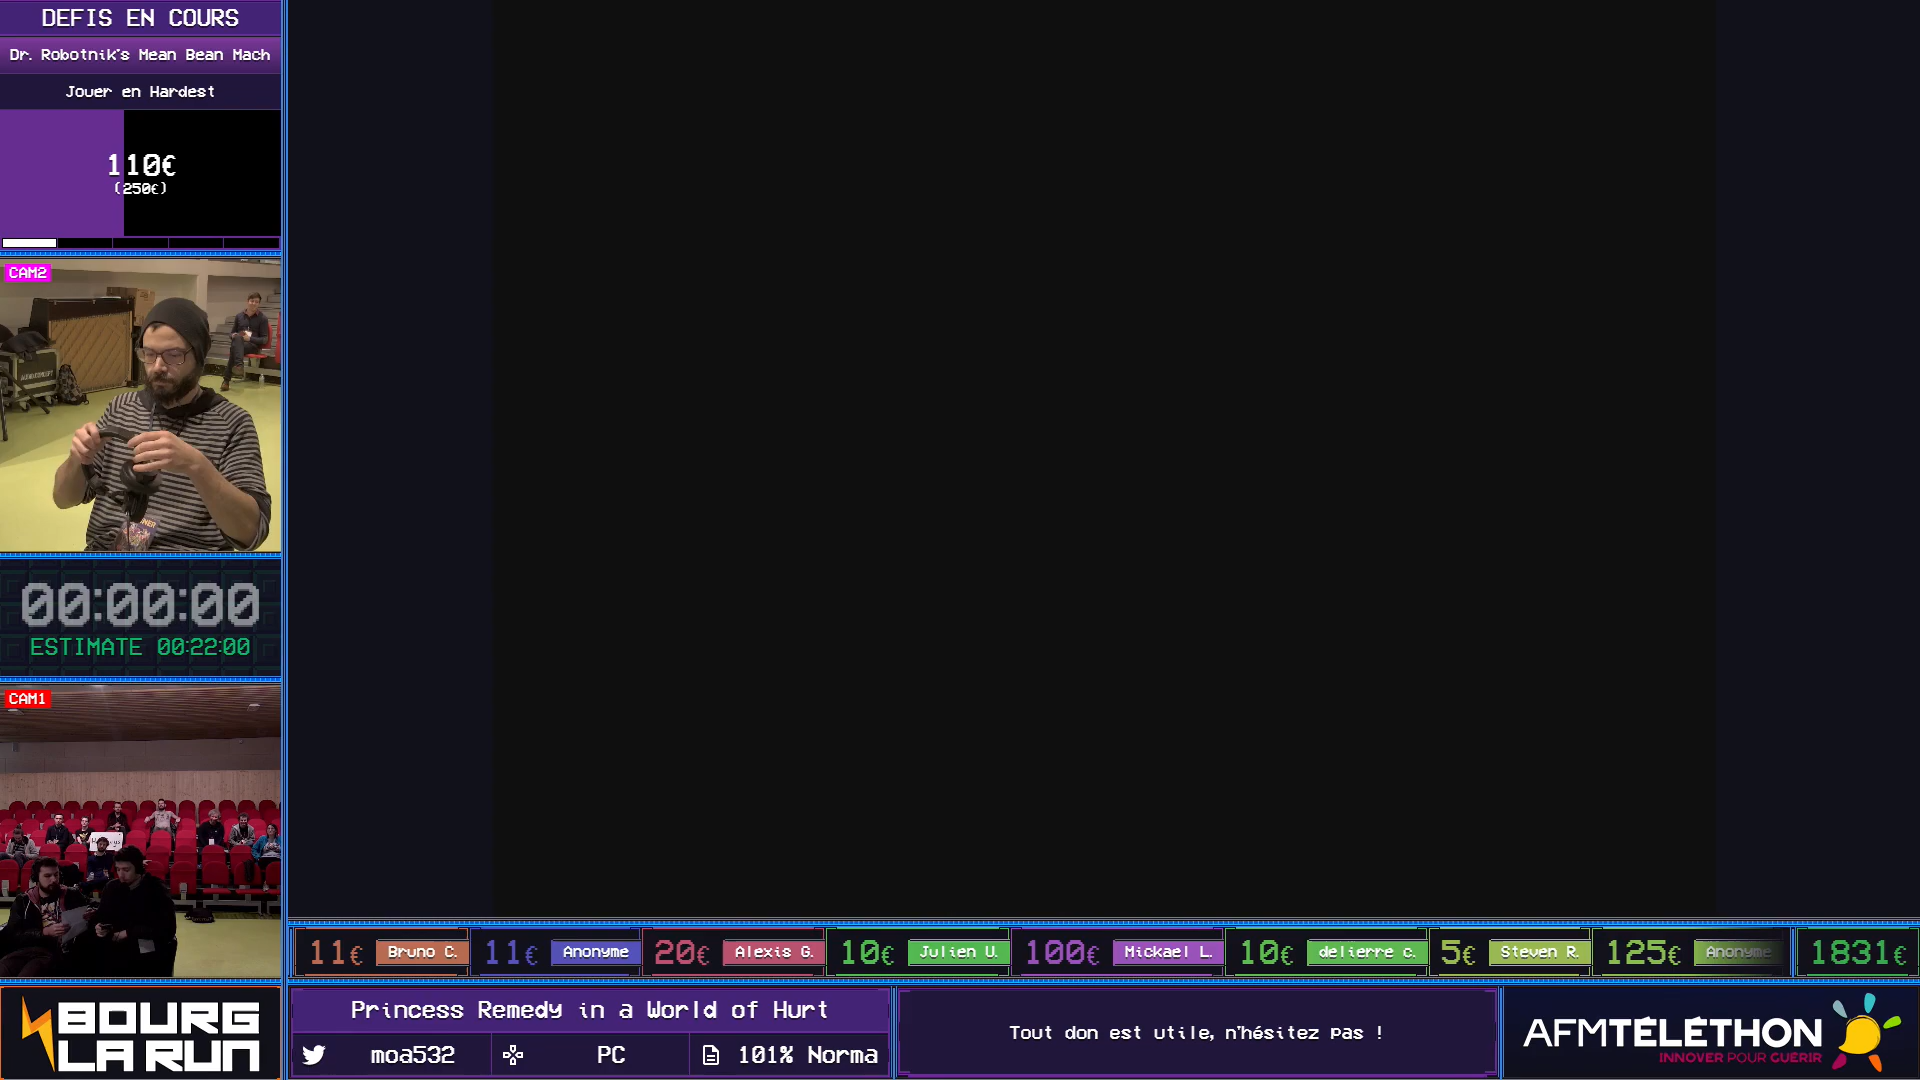 DEFIS EN COURS
Dr. Robotnik's Mean Bean Mach
Jouer en Hardest
110€
(250€)
CAM2
00:00:00
ESTIMATE 00:22:00
CAM1
11€ Bruno C. 11€ Anonyme 20€ Alexis G. 10€ Julien U. 100€ Mickael L. 10€ delierre c. 5€ Steven R. 125€ Anonyme 1831€
BOURG
LA RUN
Princess Remedy in a World of Hurt
moa532 PC 101% Norma
Tout don est utile, n'hésitez pas !
AFMTÉLÉTHON
INNOVER POUR GUÉRIR